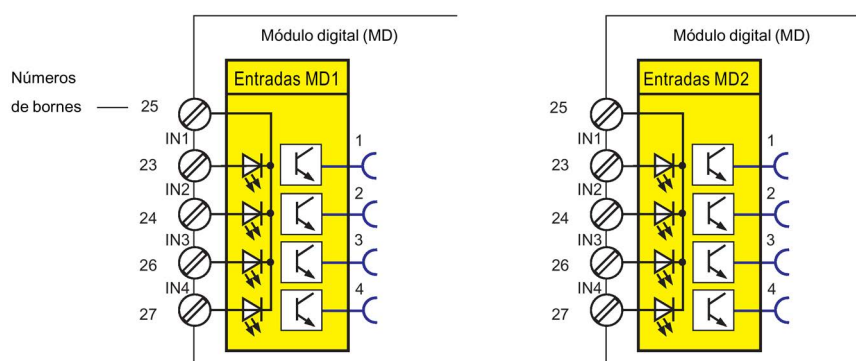 Módulo digital (MD)
Entradas MD1
Números
de bornes
25
IN1
23
IN2
24
IN3
26
IN4
27
1
2
3
4
Módulo digital (MD)
Entradas MD2
25
IN1
23
IN2
24
IN3
26
IN4
27
1
2
3
4